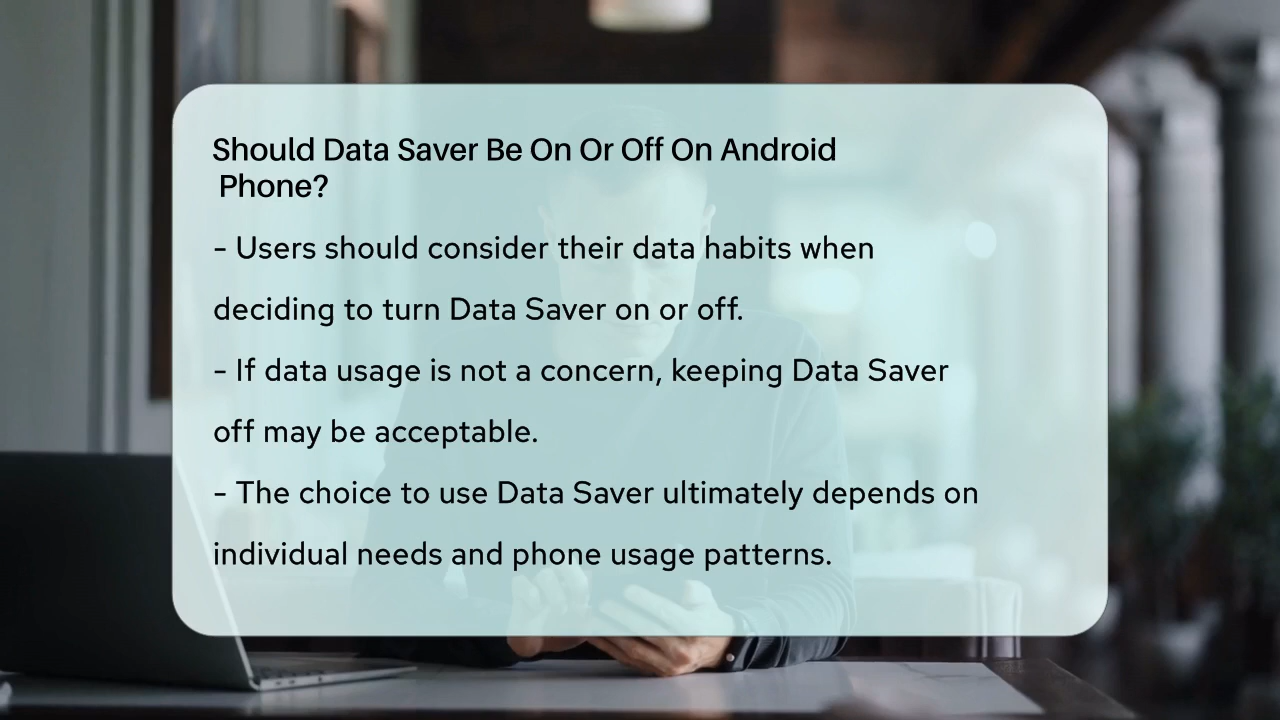 Should Data Saver Be On Or Off On Android
Phone?
– Users should consider their data habits when
deciding to turn Data Saver on or off.
– If data usage is not a concern, keeping Data Saver
off may be acceptable.
– The choice to use Data Saver ultimately depends on
individual needs and phone usage patterns.